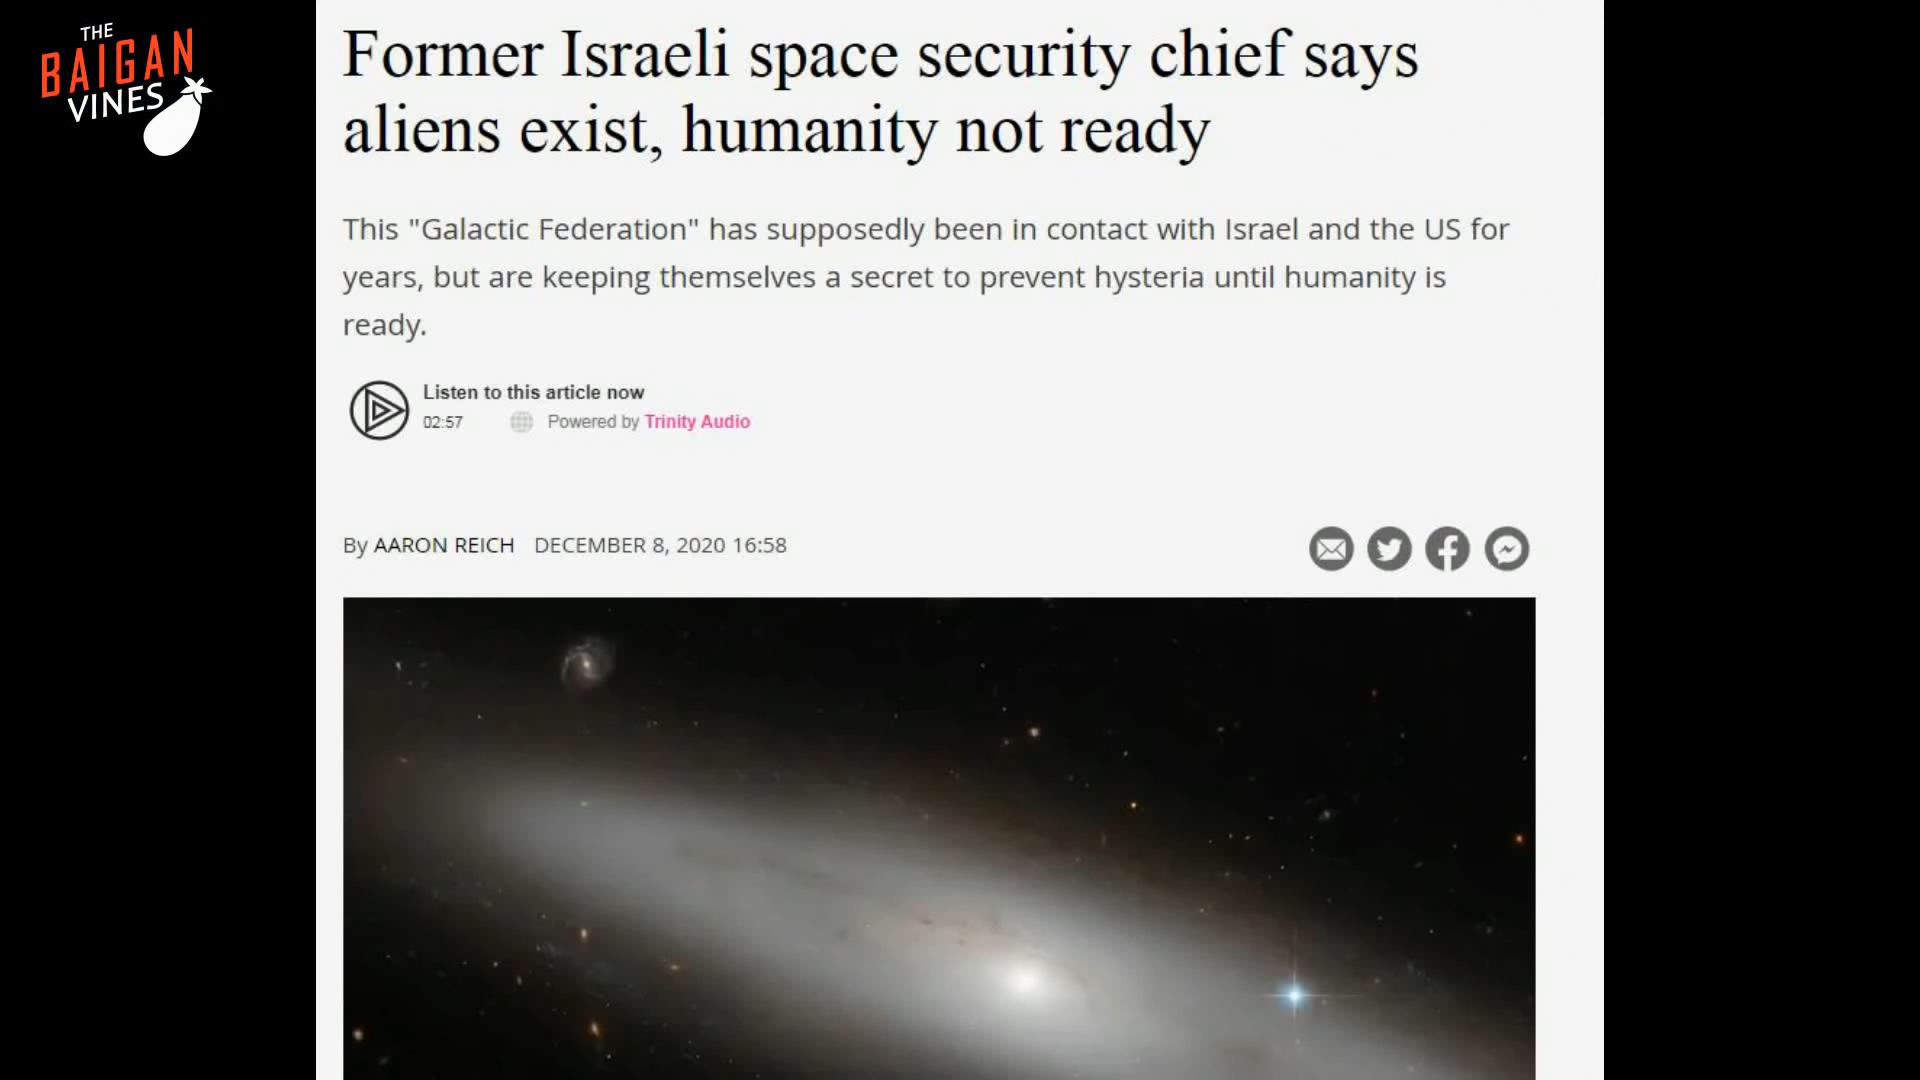 THE
BAIGAN
VINES
Former Israeli space security chief says
aliens exist, humanity not ready
This "Galactic Federation" has supposedly been in contact with Israel and the US for
years, but are keeping themselves a secret to prevent hysteria until humanity is
ready.
Listen to this article now
02:57 Powered by Trinity Audio
By AARON REICH DECEMBER 8, 2020 16:58